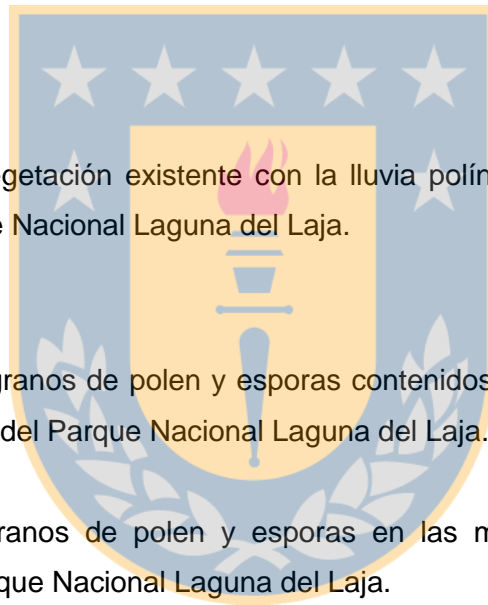 getación existente con la lluvia polín
Nacional Laguna del Laja.
granos de polen y esporas contenidos
del Parque Nacional Laguna del Laja.
ranos de polen y esporas en las m
que Nacional Laguna del Laja.